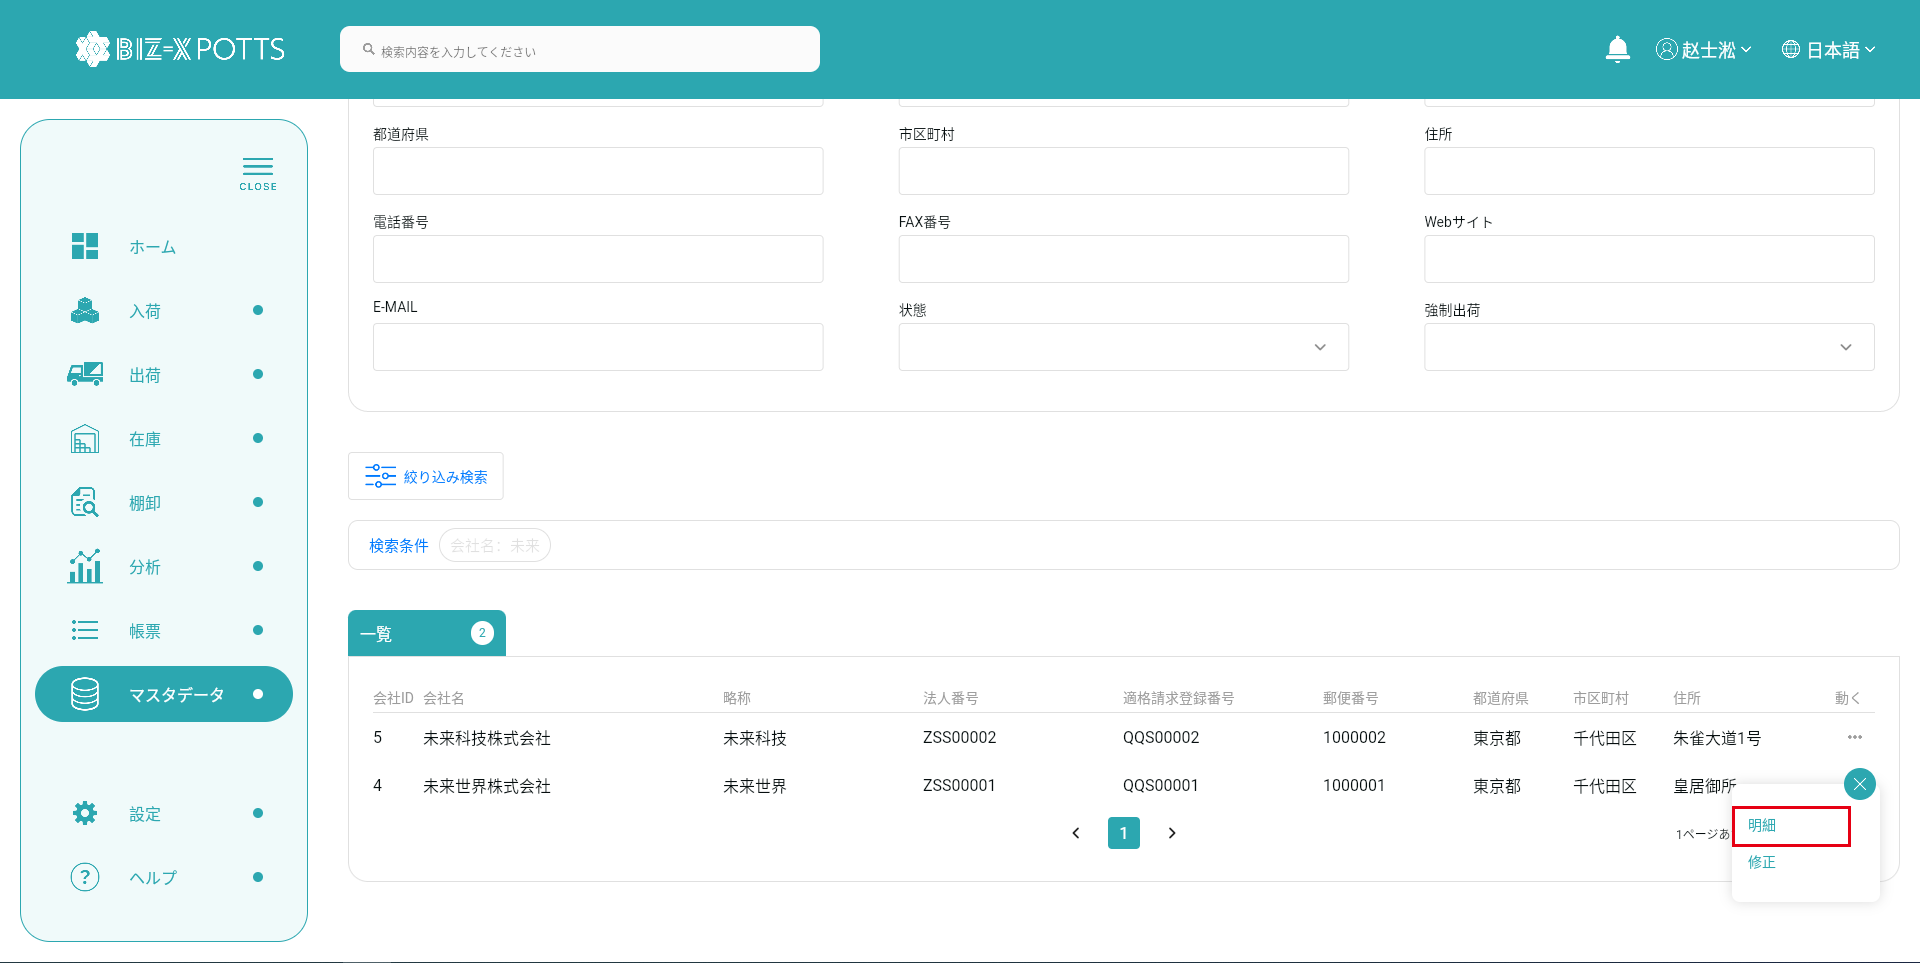 BIZ=X POTTS
検索内容を入力してください
赵士淞
日本語
CLOSE
ホーム
入荷
出荷
在庫
棚卸
分析
帳票
マスタデータ
設定
ヘルプ
都道府県 市区町村 住所
電話番号 FAX番号 Webサイト
E-MAIL 状態 強制出荷
絞り込み検索
検索条件 会社名：未来
一覧 2
会社ID 会社名 略称 法人番号 適格請求登録番号 郵便番号 都道府県 市区町村 住所 動く
5 未来科技株式会社 未来科技 ZSS00002 QQS00002 1000002 東京都 千代田区 朱雀大道1号
4 未来世界株式会社 未来世界 ZSS00001 QQS00001 1000001 東京都 千代田区 皇居御所
1
1ページあ
明細
修正